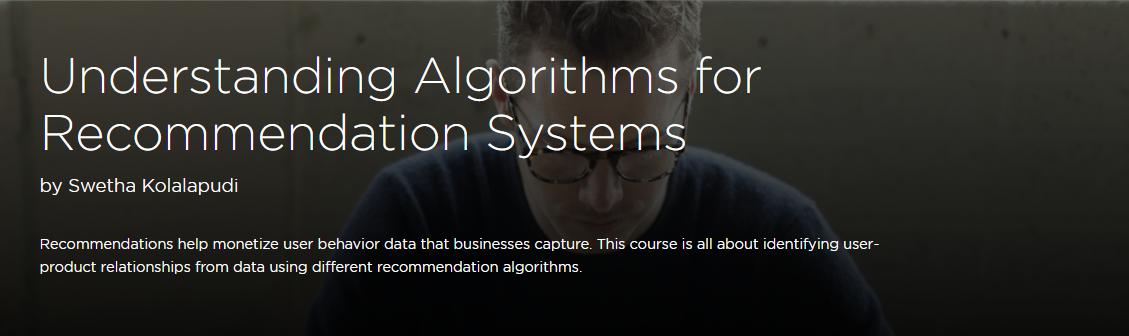 Understanding Algorithms for
Recommendation Systems
by Swetha Kolalapudi
Recommendations help monetize user behavior data that businesses capture. This course is all about identifying user-
product relationships from data using different recommendation algorithms.